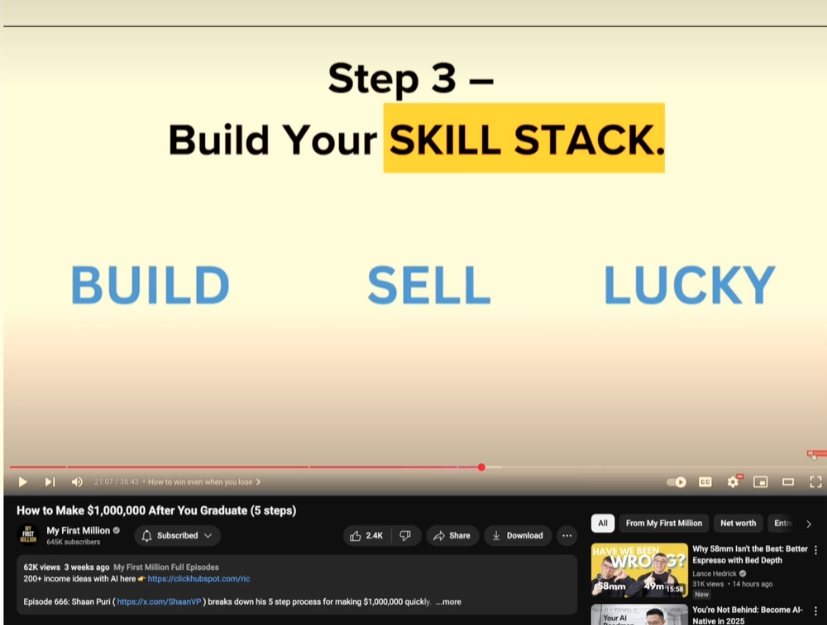 Step 3 –
Build Your SKILL STACK.
BUILD SELL LUCKY
21:07 / 36:43 • How to win even when you lose >
CC
How to Make $1,000,000 After You Graduate (5 steps)
MY FIRST MILLION
My First Million
645K subscribers
Subscribed
2.4K
Share
Download
62K views 3 weeks ago My First Million Full Episodes
200+ income ideas with AI here 👉 https://clickhubspot.com/ric
Episode 666: Shaan Puri ( https://x.com/ShaanVP ) breaks down his 5 step process for making $1,000,000 quickly. ...more
All
From My First Million
Net worth
HAVE WE BEEN
WRONG?
58mm
49m
15:58
Why 58mm Isn't the Best: Better
Espresso with Bed Depth
Lance Hedrick
31K views • 14 hours ago
New
Your AI
You're Not Behind: Become AI-
Native in 2025